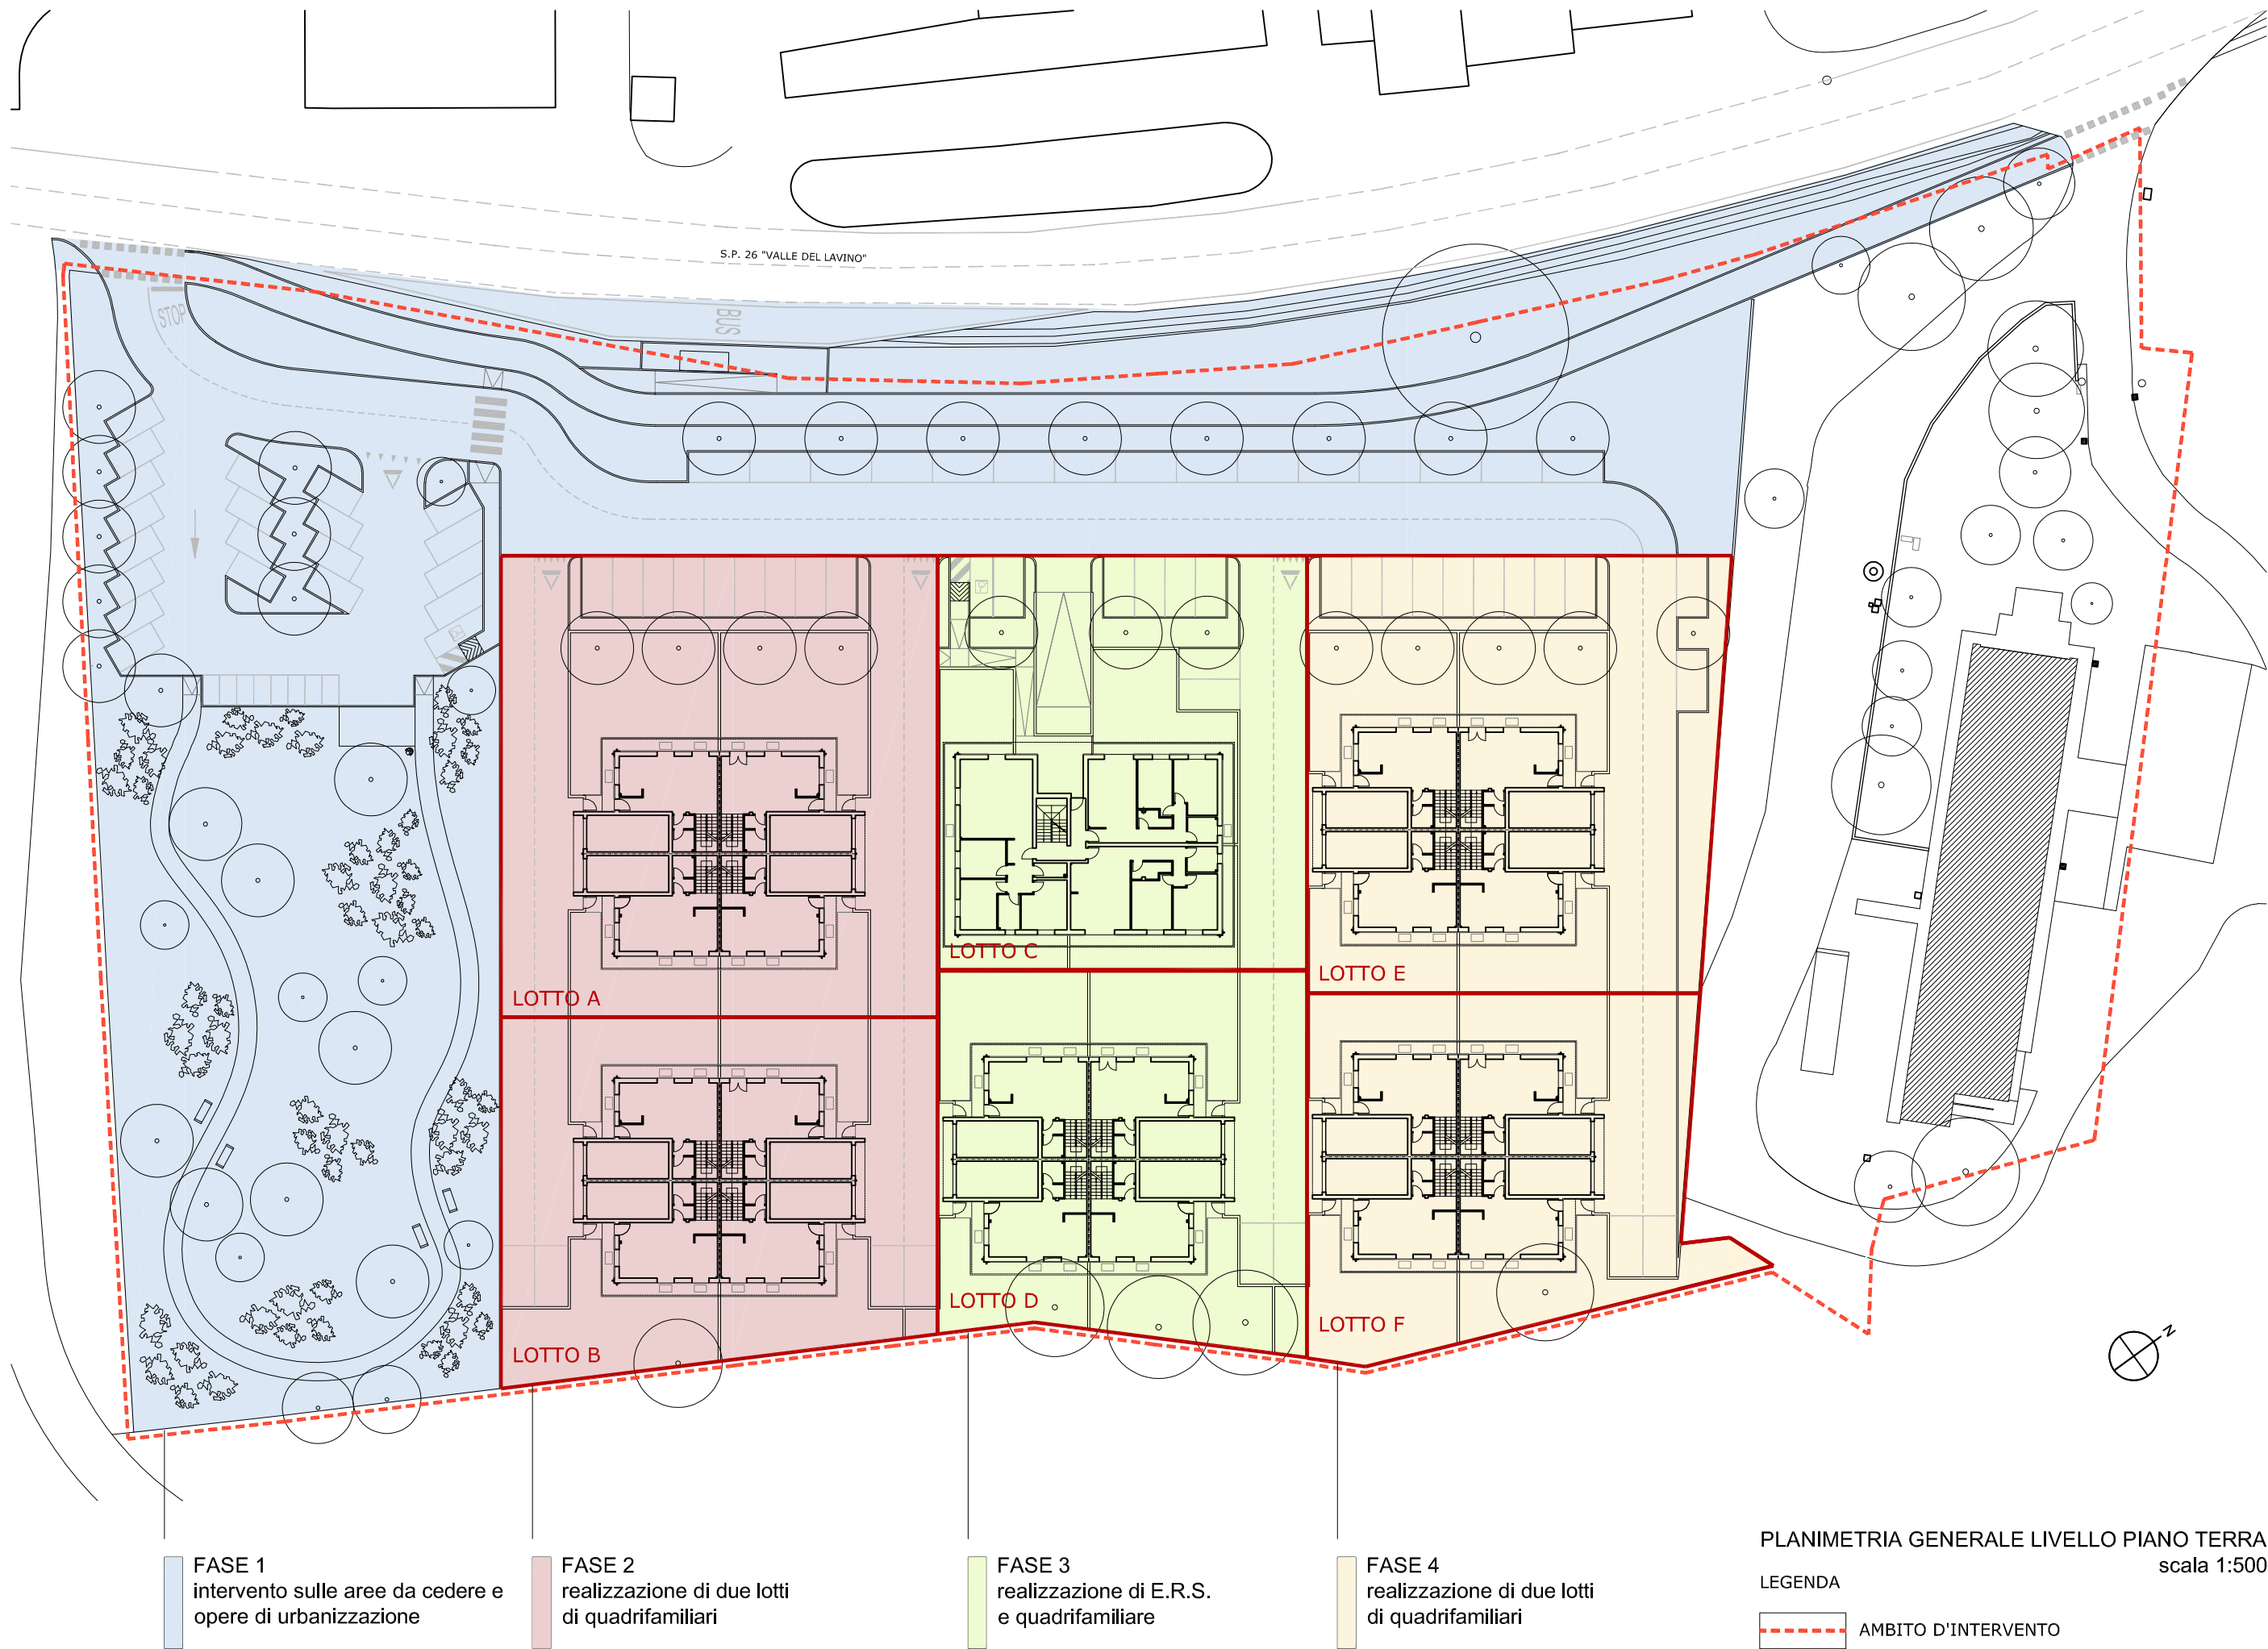 S.P. 26 "VALLE DEL LAVINO"
STOP
BUS
LOTTO C
LOTTO E
LOTTO A
LOTTO D
LOTTO F
LOTTO B
N
FASE 1
intervento sulle aree da cedere e
opere di urbanizzazione
FASE 2
realizzazione di due lotti
di quadrifamiliari
FASE 3
realizzazione di E.R.S.
e quadrifamiliare
FASE 4
realizzazione di due lotti
di quadrifamiliari
PLANIMETRIA GENERALE LIVELLO PIANO TERRA
scala 1:500
LEGENDA
AMBITO D'INTERVENTO